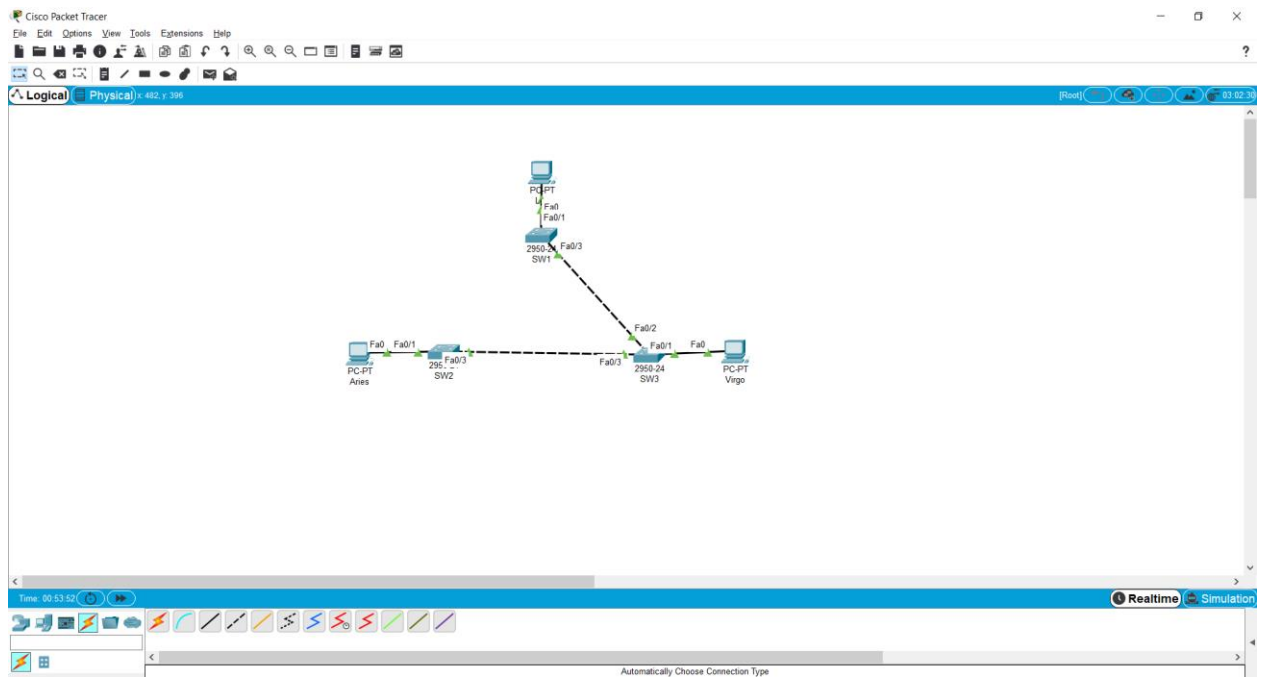 Cisco Packet Tracer
File Edit Options View Tools Extensions Help
?
Logical Physical x: 482, y: 396 [Root] 03:02:30
PC-PT
Fa0
Fa0/1
2950-24 Fa0/3
SW1
Fa0/2
Fa0 Fa0/1 Fa0/3 Fa0/3 Fa0/1 Fa0
PC-PT 2950-24 PC-PT
Aries SW2 SW3 Virgo
Time: 00:53:52 Realtime Simulation
Automatically Choose Connection Type